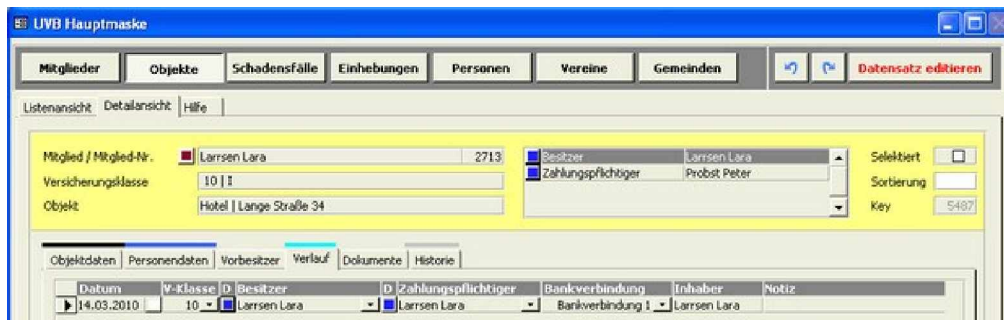 UVB Hauptmaske
Mitglieder Objekte Schadensfälle Einhebungen Personen Vereine Gemeinden Datensatz editieren
Listenansicht Detailansicht Hilfe
Mitglied / Mitglied-Nr. Larrsen Lara 2713 Besitzer Larrsen Lara Selektiert
Zahlungspflichtiger Probst Peter
Versicherungsklasse 10 | I Sortierung
Objekt Hotel | Lange Straße 34 Key 5487
Objektdaten Personendaten Vorbesitzer Verlauf Dokumente Historie
Datum V-Klasse D Besitzer D Zahlungspflichtiger Bankverbindung Inhaber Notiz
14.03.2010 10 Larrsen Lara Larrsen Lara Bankverbindung 1 Larrsen Lara